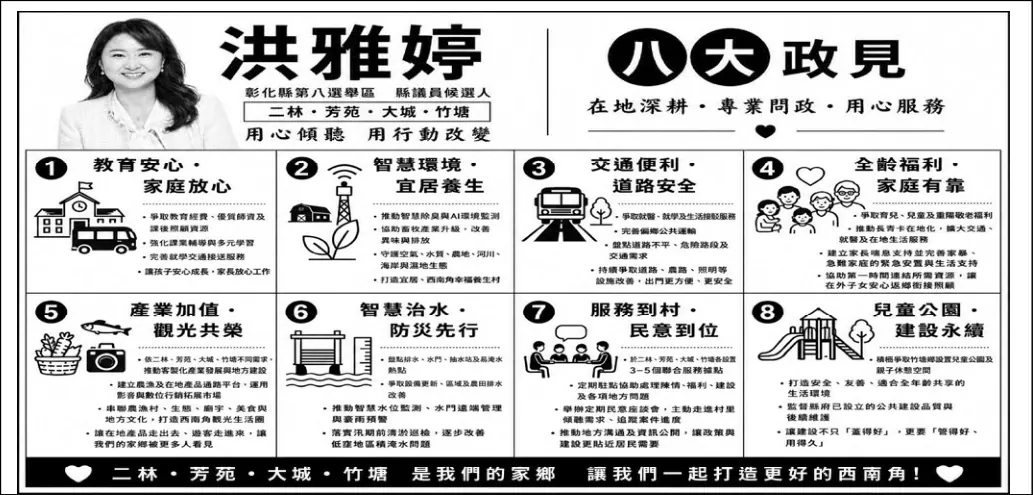 洪雅婷
彰化縣第八選舉區 縣議員候選人
二林・芳苑・大城・竹塘
用心傾聽 用行動改變
八大政見
在地深耕・專業問政・用心服務
1 教育安心・
家庭放心
・爭取教育經費、優質師資及
課後照顧資源
・強化課業輔導與多元學習
・完善就學交通接送服務
・讓孩子安心成長,家長放心工作
2 智慧環境・
宜居養生
・推動智慧除臭與AI環境監測
・協助畜牧產業升級,改善
異味與排放
・守護空氣、水質、農地、河川、
海岸與濕地生態
・打造宜居、西南角幸福養生村
3 交通便利・
道路安全
・爭取就醫、就學及生活接駁服務
・完善偏鄉公共運輸
・盤點道路不平、危險路段及
交通需求
・持續爭取道路、農路、照明等
設施改善,出門更方便、更安全
4 全齡福利・
家庭有靠
・爭取育兒、兒童及重陽敬老福利
・推動長青卡在地化,擴大交通、
就醫及在地生活服務
・建立家長喘息支持並完善家暴、
急難家庭的緊急安置與生活支持
・協助第一時間連結所需資源,讓
在外子女安心返鄉銜接照顧
5 產業加值・
觀光共榮
・依二林、芳苑、大城、竹塘不同需求,
推動客製化產業發展與地方建設
・建立農漁及在地產品通路平台,運用
影音與數位行銷拓展市場
・串聯農漁村、生態、廟宇、美食與
地方文化,打造西南角觀光生活圈
・讓在地產品走出去、遊客走進來,讓
我們的家鄉被更多人看見
6 智慧治水・
防災先行
・盤點排水、水門、抽水站及易淹水
熱點
・爭取設備更新、區域及農田排水
改善
・推動智慧水位監測、水門遠端管理
與豪雨預警
・落實汛期前清淤巡檢,逐步改善
低窪地區積淹水問題
7 服務到村・
民意到位
・於二林、芳苑、大城、竹塘各設置
3–5個聯合服務據點
・定期駐點協助處理陳情、福利、建設
及各項地方問題
・舉辦定期民意座談會,主動走進村里
傾聽需求、追蹤案件進度
・推動地方溝通及資訊公開,讓政策與
建設更貼近居民需要
8 兒童公園・
建設永續
・積極爭取竹塘鄉設置兒童公園及
親子休憩空間
・打造安全、友善、適合全年齡共享的
生活環境
・監督縣府已設立的公共建設品質與
後續維護
・讓建設不只「蓋得好」,更要「管得好、
用得久」
二林・芳苑・大城・竹塘 是我們的家鄉 讓我們一起打造更好的西南角!